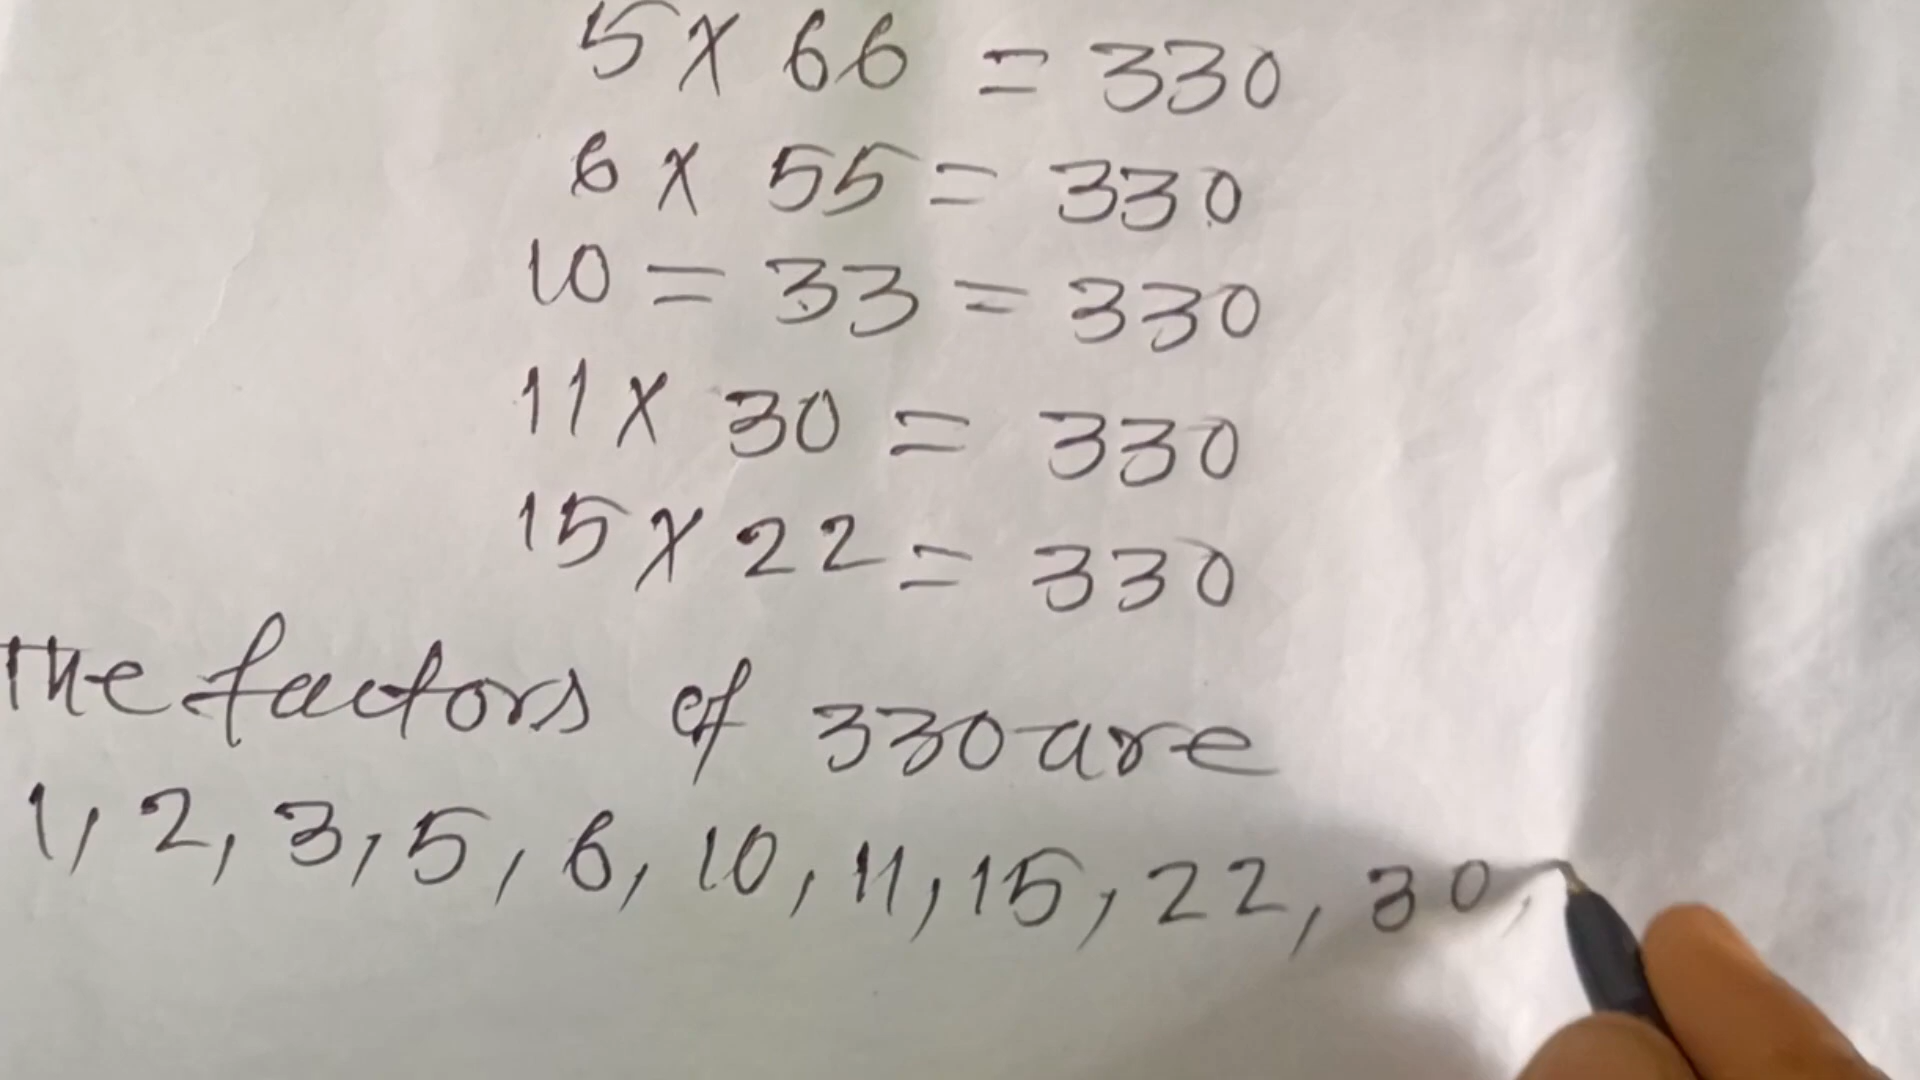 5 x 66 = 330
6 x 55 = 330
10 = 33 = 330
11 x 30 = 330
15 x 22 = 330
The factors of 330 are
1, 2, 3, 5, 6, 10, 11, 15, 22, 30,